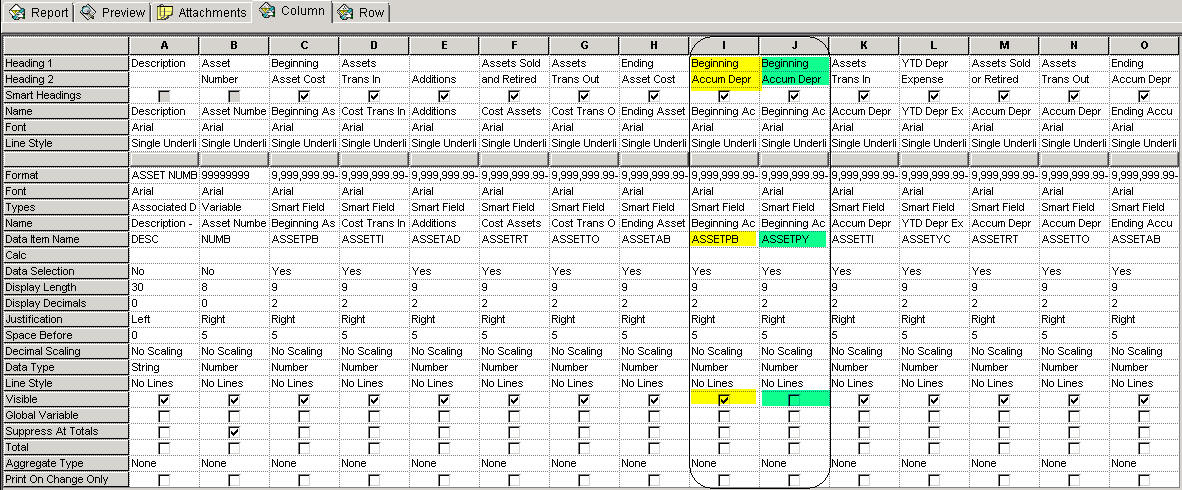 Report Preview Attachments Column Row
A B C D E F G H I J K L M N O
Heading 1 Description Asset Beginning Assets Assets Sold Assets Ending Beginning Beginning Assets YTD Depr Assets Sold Assets Ending
Heading 2 Number Asset Cost Trans In Additions and Retired Trans Out Asset Cost Accum Depr Accum Depr Trans In Expense or Retired Trans Out Accum Depr
Smart Headings
Name Description Asset Numbe Beginning As Cost Trans In Additions Cost Assets Cost Trans O Ending Asset Beginning Ac Beginning Ac Accum Depr YTD Depr Ex Accum Depr Accum Depr Ending Accu
Font Arial Arial Arial Arial Arial Arial Arial Arial Arial Arial Arial Arial Arial Arial Arial
Line Style Single Underli Single Underli Single Underli Single Underli Single Underli Single Underli Single Underli Single Underli Single Underli Single Underli Single Underli Single Underli Single Underli Single Underli Single Underli
Format ASSET NUMB 99999999 9,999,999.99- 9,999,999.99- 9,999,999.99- 9,999,999.99- 9,999,999.99- 9,999,999.99- 9,999,999.99- 9,999,999.99- 9,999,999.99- 9,999,999.99- 9,999,999.99- 9,999,999.99- 9,999,999.99-
Font Arial Arial Arial Arial Arial Arial Arial Arial Arial Arial Arial Arial Arial Arial Arial
Types Associated D Variable Smart Field Smart Field Smart Field Smart Field Smart Field Smart Field Smart Field Smart Field Smart Field Smart Field Smart Field Smart Field Smart Field
Name Description - Asset Numbe Beginning As Cost Trans In Additions Cost Assets Cost Trans O Ending Asset Beginning Ac Beginning Ac Accum Depr YTD Depr Ex Accum Depr Accum Depr Ending Accu
Data Item Name DESC NUMB ASSETPB ASSETTI ASSETAD ASSETRT ASSETTO ASSETAB ASSETPB ASSETPY ASSETTI ASSETYC ASSETRT ASSETTO ASSETAB
Calc
Data Selection No No Yes Yes Yes Yes Yes Yes Yes Yes Yes Yes Yes Yes Yes
Display Length 30 8 9 9 9 9 9 9 9 9 9 9 9 9 9
Display Decimals 0 0 2 2 2 2 2 2 2 2 2 2 2 2 2
Justification Left Right Right Right Right Right Right Right Right Right Right Right Right Right Right
Space Before 0 5 5 5 5 5 5 5 5 5 5 5 5 5 5
Decimal Scaling No Scaling No Scaling No Scaling No Scaling No Scaling No Scaling No Scaling No Scaling No Scaling No Scaling No Scaling No Scaling No Scaling No Scaling No Scaling
Data Type String Number Number Number Number Number Number Number Number Number Number Number Number Number Number
Line Style No Lines No Lines No Lines No Lines No Lines No Lines No Lines No Lines No Lines No Lines No Lines No Lines No Lines No Lines No Lines
Visible
Global Variable
Suppress At Totals
Total
Aggregate Type None None None None None None None None None None None None None None None
Print On Change Only